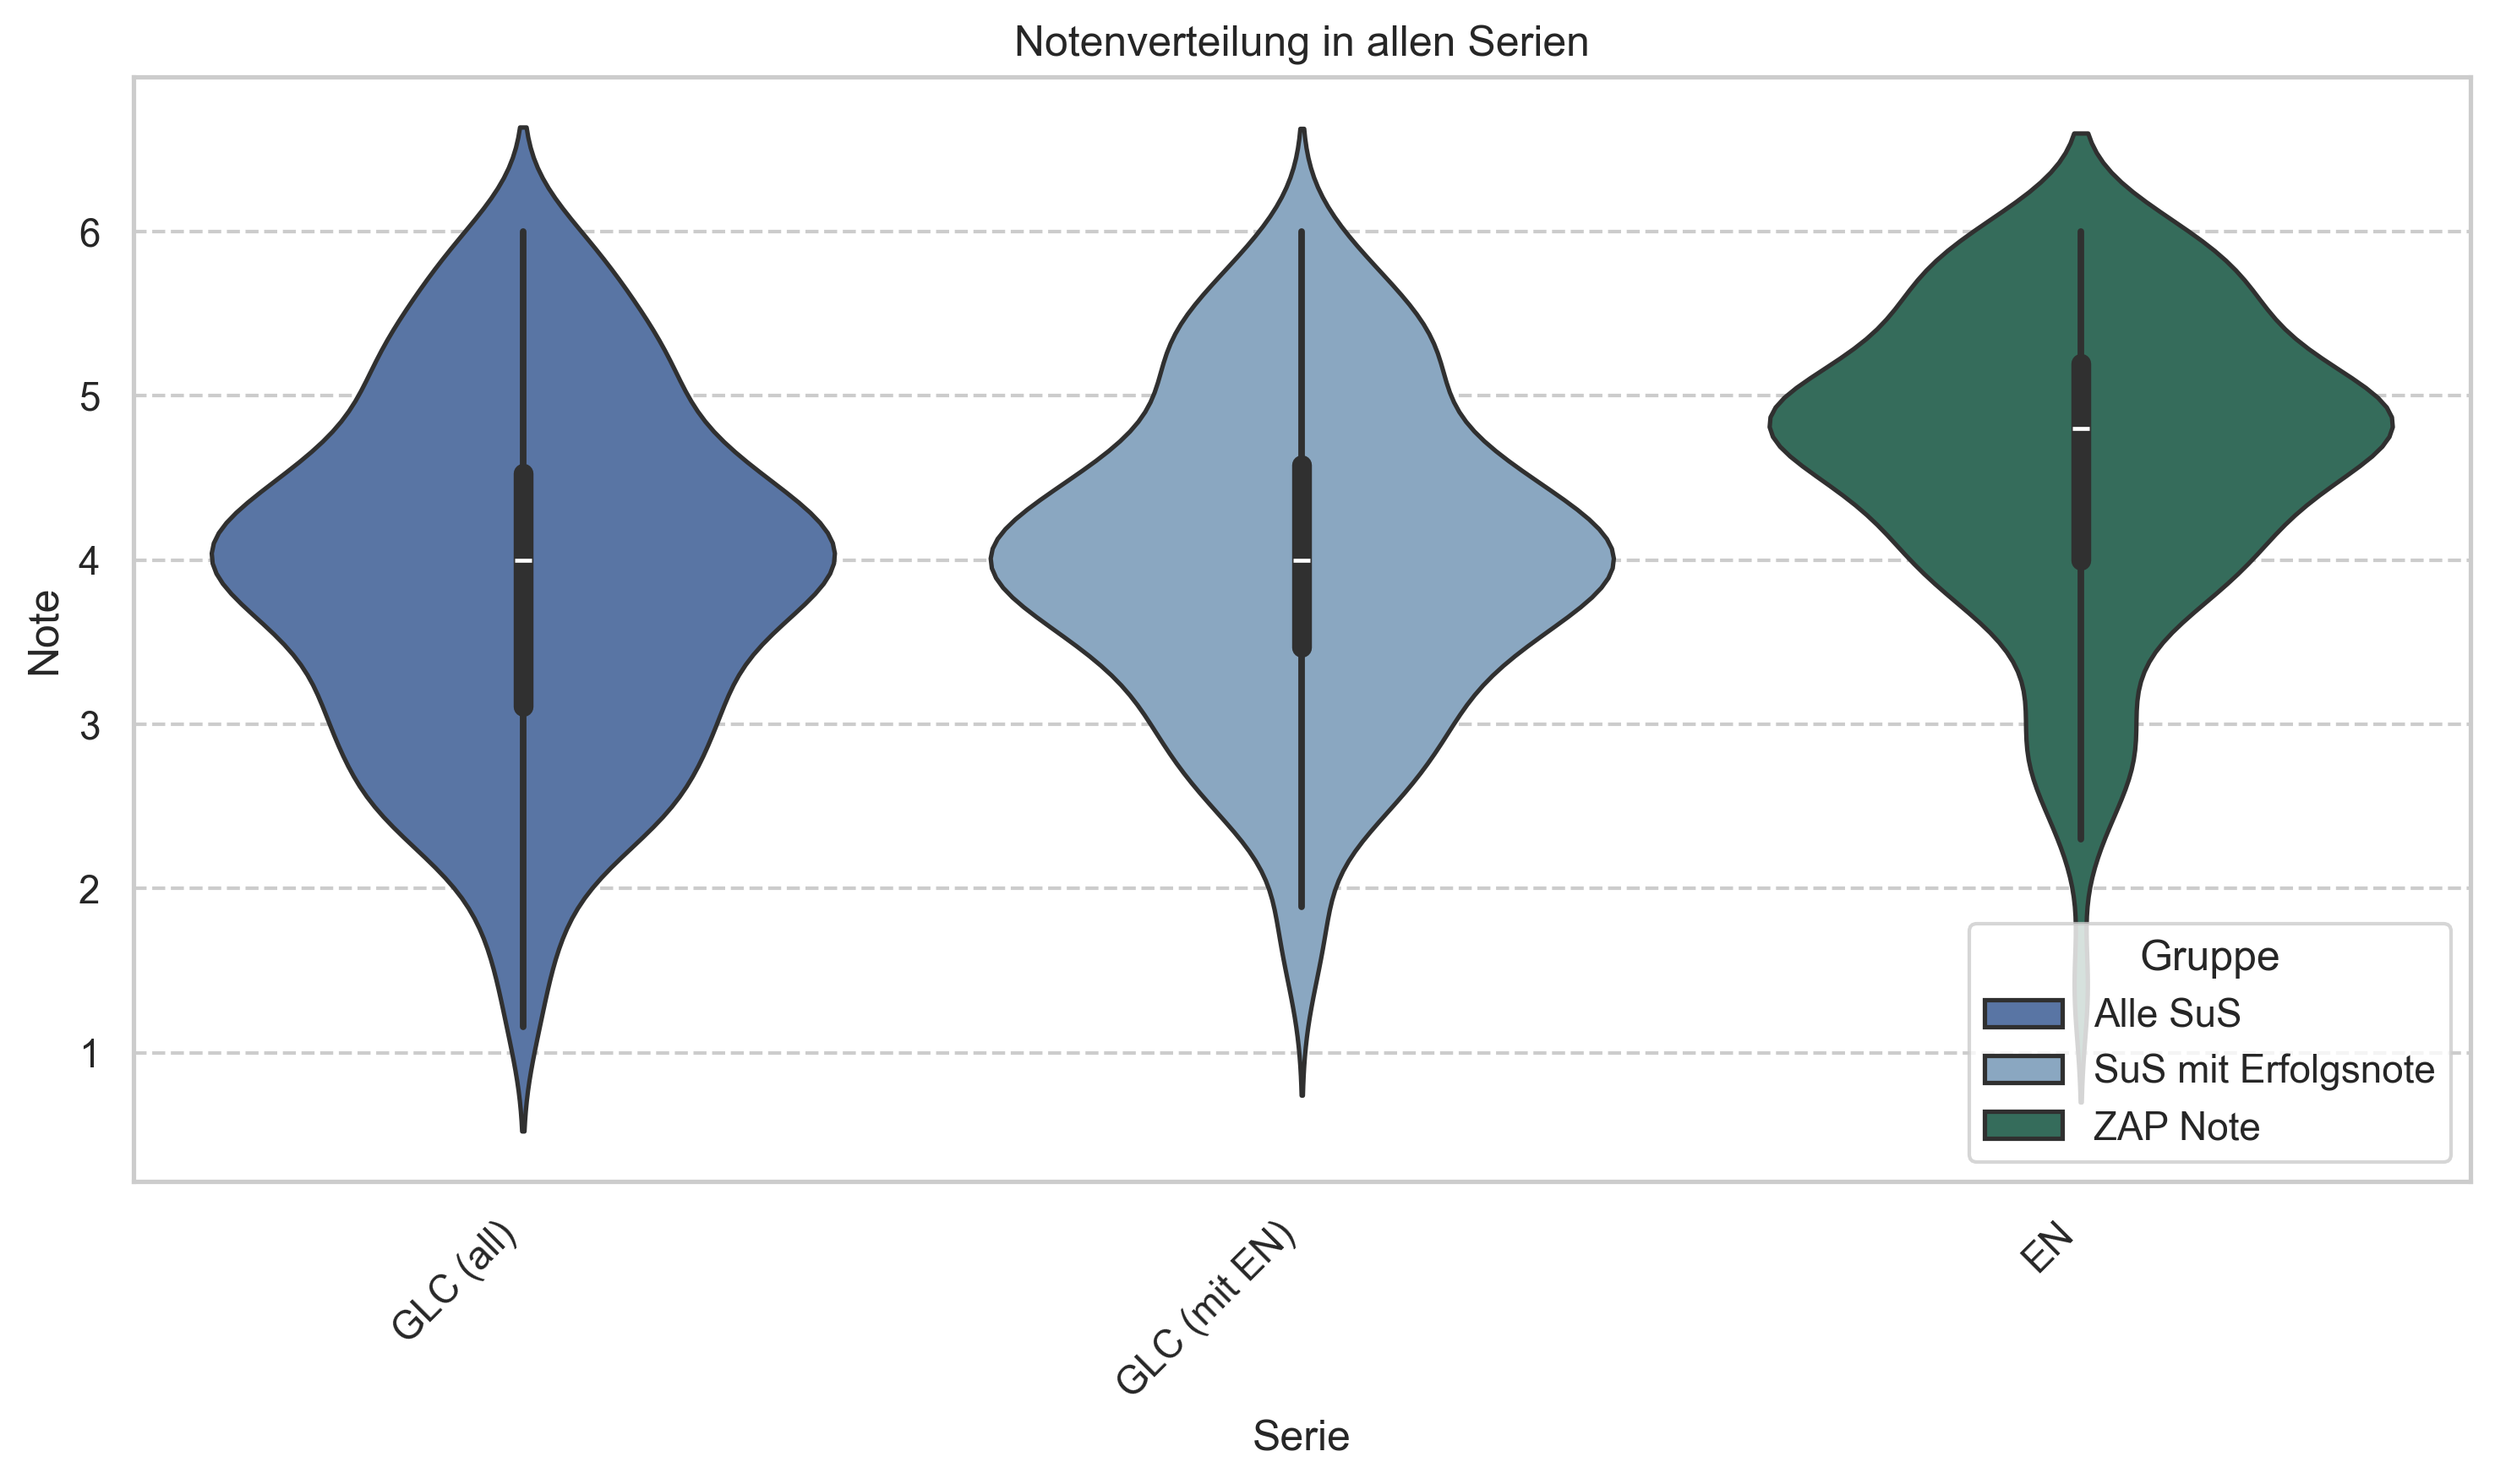 Notenverteilung in allen Serien
Note
6
5
4
3
2
1
Gruppe
Alle SuS
SuS mit Erfolgsnote
ZAP Note
GLC (all)
GLC (mit EN)
EN
Serie